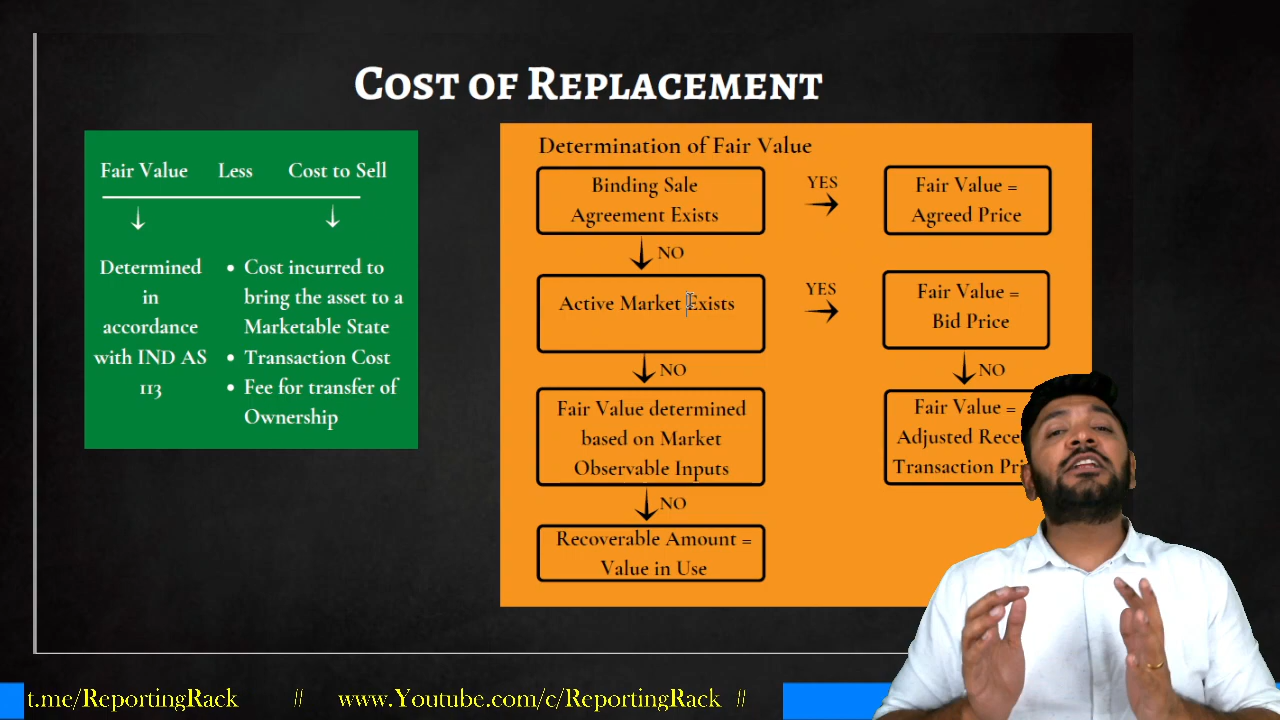 COST OF REPLACEMENT
Fair Value Less Cost to Sell
Determined
in
accordance
with IND AS
113
• Cost incurred to
bring the asset to a
Marketable State
• Transaction Cost
• Fee for transfer of
Ownership
Determination of Fair Value
Binding Sale
Agreement Exists
YES
Fair Value =
Agreed Price
NO
Active Market Exists
YES
Fair Value =
Bid Price
NO
NO
Fair Value determined
based on Market
Observable Inputs
Fair Value =
Adjusted
Transaction
NO
Recoverable Amount =
Value in Use
t.me/ReportingRack # www.Youtube.com/c/ReportingRack #